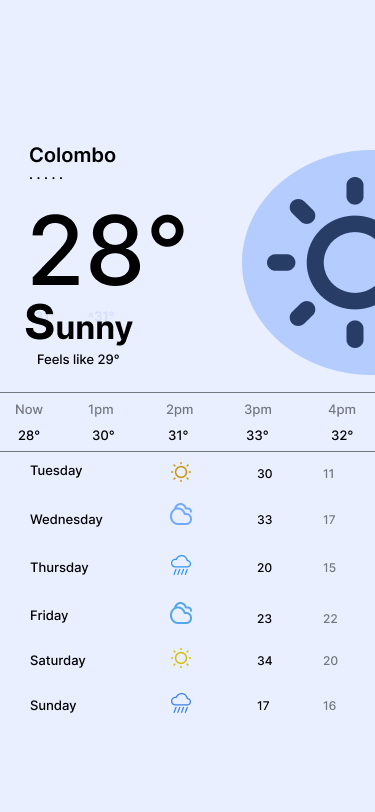 Colombo
.....
28°
Sunny
^31°
Feels like 29°
Now 1pm 2pm 3pm 4pm
28° 30° 31° 33° 32°
Tuesday 30 11
Wednesday 33 17
Thursday 20 15
Friday 23 22
Saturday 34 20
Sunday 17 16